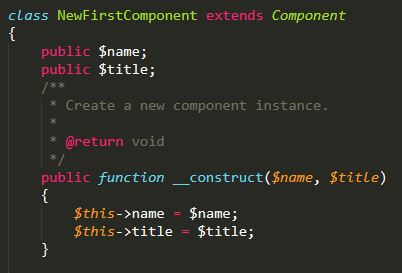 class NewFirstComponent extends Component
{
    public $name;
    public $title;
    /**
     * Create a new component instance.
     *
     * @return void
     */
    public function __construct($name, $title)
    {
        $this->name = $name;
        $this->title = $title;
    }